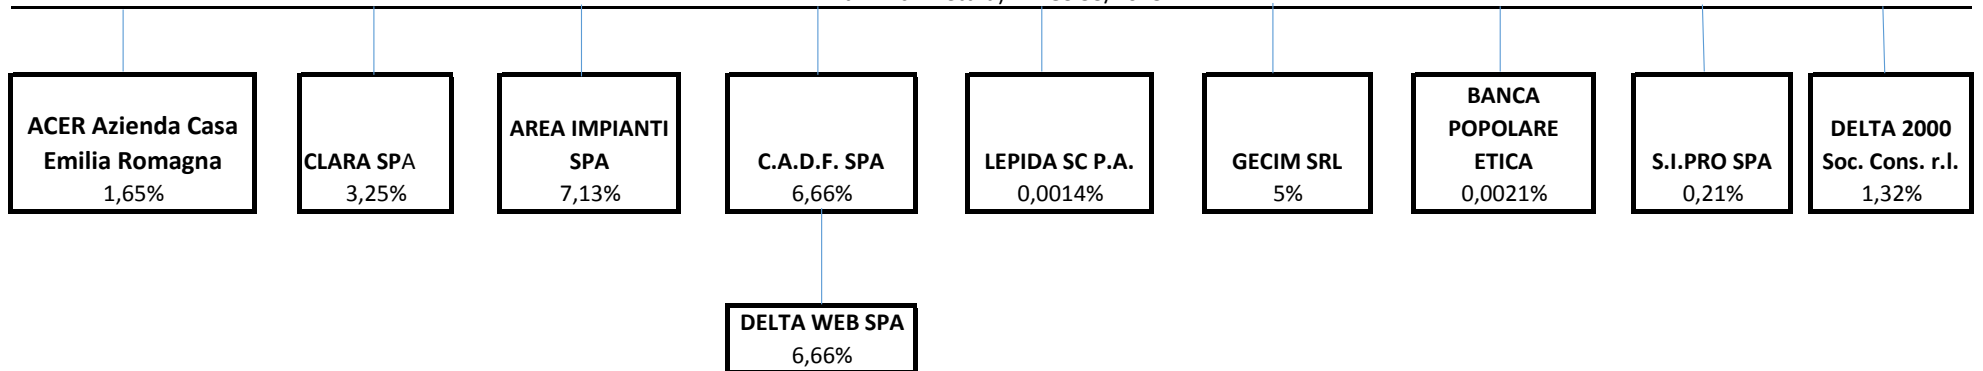 ACER Azienda Casa
Emilia Romagna
1,65%
CLARA SPA
3,25%
AREA IMPIANTI
SPA
7,13%
C.A.D.F. SPA
6,66%
LEPIDA SC P.A.
0,0014%
GECIM SRL
5%
BANCA
POPOLARE
ETICA
0,0021%
S.I.PRO SPA
0,21%
DELTA 2000
Soc. Cons. r.l.
1,32%
DELTA WEB SPA
6,66%